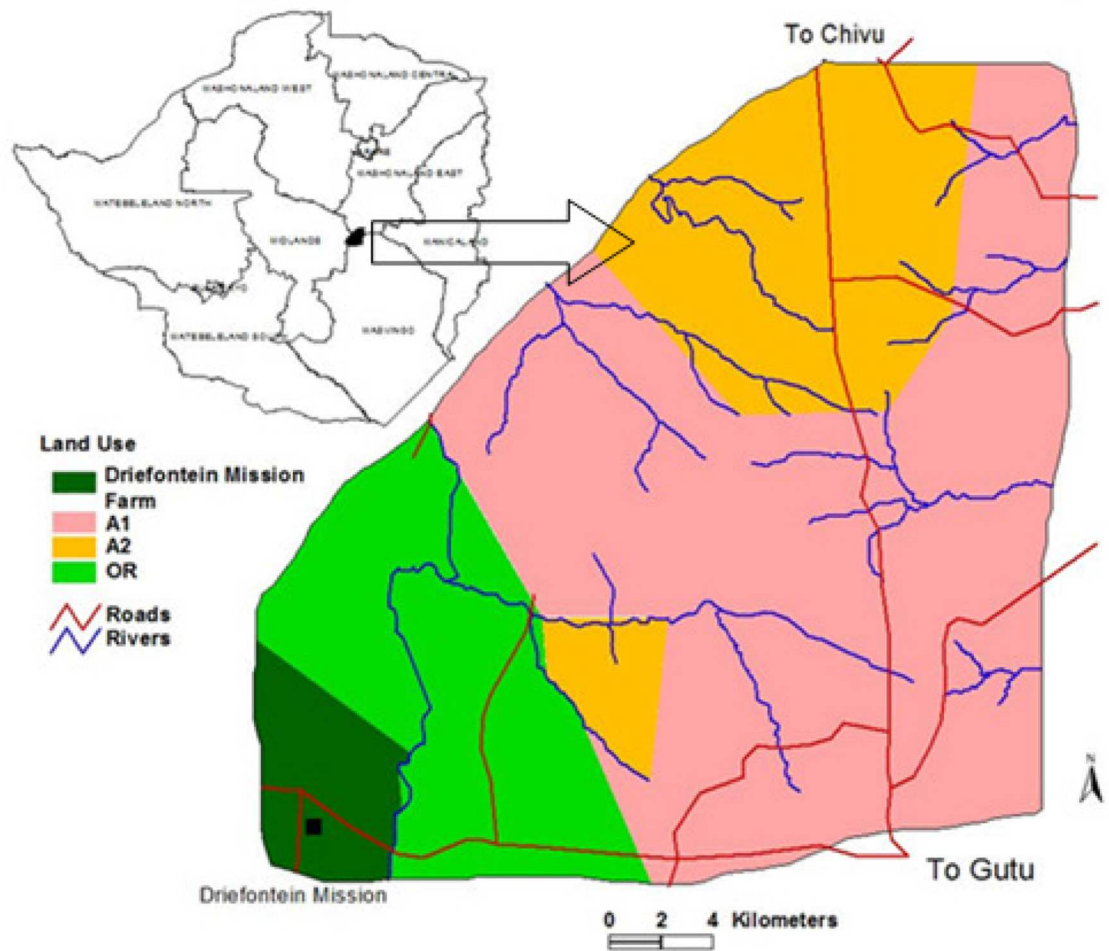 To Chivu
MASHONALAND CENTRAL
MASHONALAND WEST
HARARE
MASHONALAND EAST
MATEBELELAND NORTH
MIDLANDS
MANICALAND
MATEBELELAND SOUTH
MASVINGO
Land Use
Driefontein Mission
Farm
A1
A2
OR
Roads
Rivers
N
To Gutu
Driefontein Mission
0 2 4 Kilometers